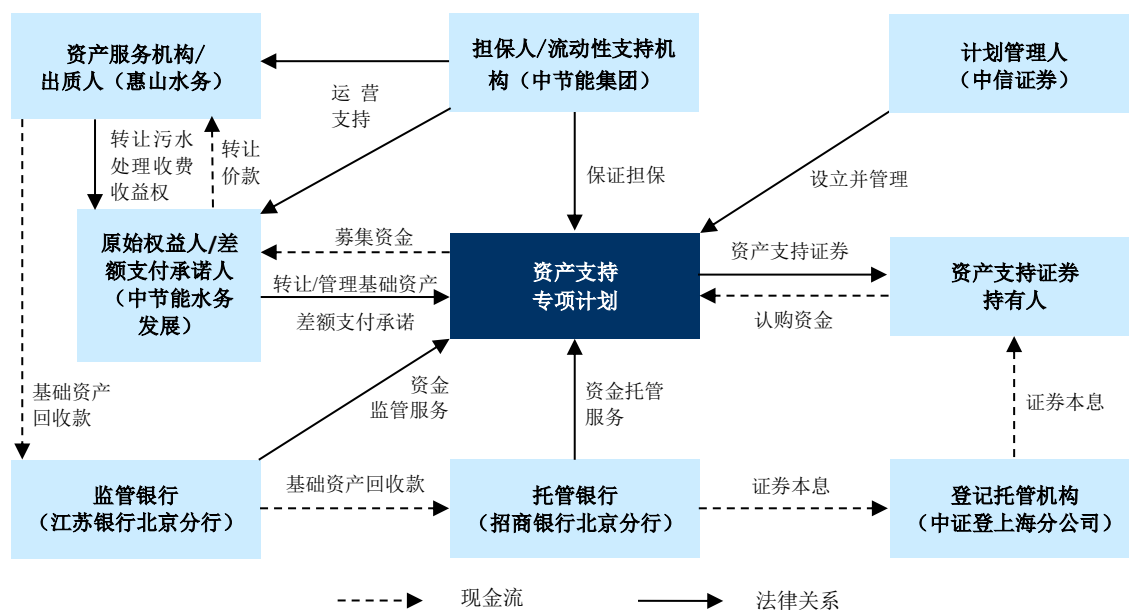 资产服务机构/
出质人（惠山水务）
担保人/流动性支持机
构（中节能集团）
计划管理人
（中信证券）
运 营
支持
转让污水
处理收费
收益权
转让
价款
保证担保
设立并管理
原始权益人/差
额支付承诺人
（中节能水务
发展）
募集资金
转让/管理基础资产
差额支付承诺
资产支持
专项计划
资产支持证券
认购资金
资产支持证券
持有人
基础资产
回收款
资金
监管服务
资金托管
服务
证券本息
监管银行
（江苏银行北京分行）
基础资产回收款
托管银行
（招商银行北京分行）
证券本息
登记托管机构
（中证登上海分公司）
现金流
法律关系